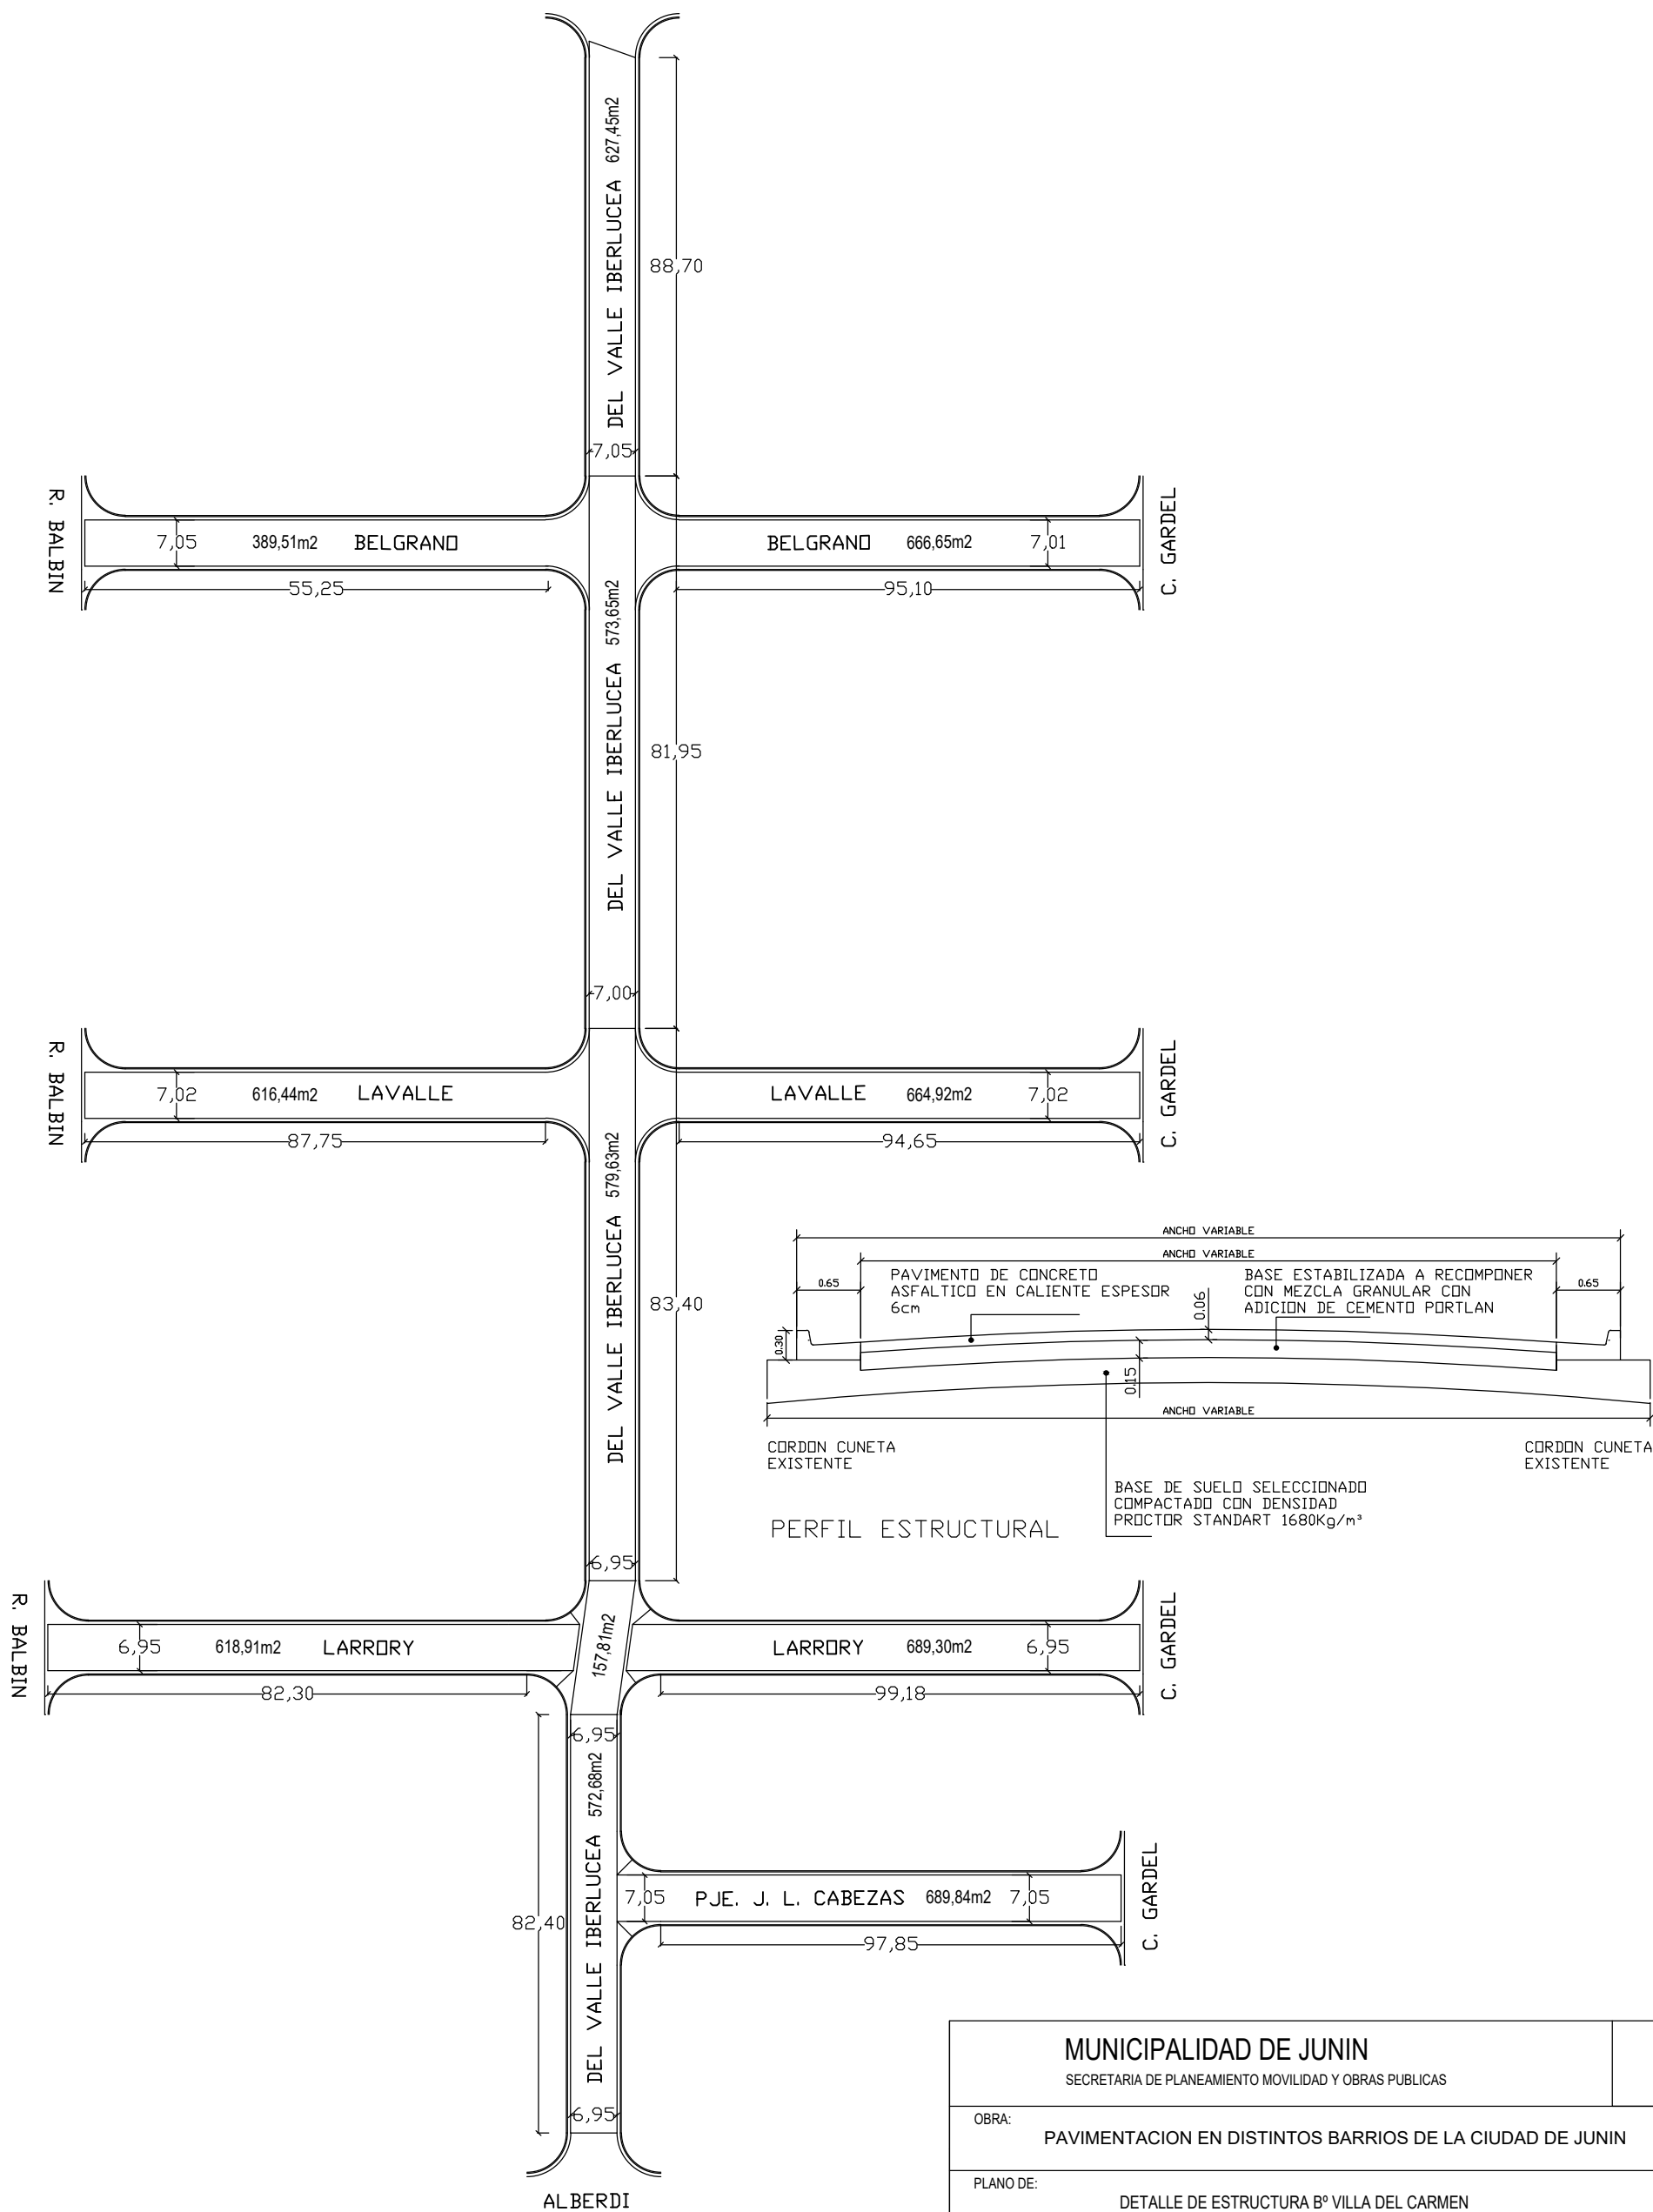 DEL VALLE IBERLUCEA 627,45m2
88,70
7,05
R. BALBIN
7,05
389,51m2
BELGRANO
55,25
BELGRANO
666,65m2
7,01
95,10
C. GARDEL
DEL VALLE IBERLUCEA 573,65m2
81,95
7,00
R. BALBIN
7,02
616,44m2
LAVALLE
87,75
LAVALLE
664,92m2
7,02
94,65
C. GARDEL
DEL VALLE IBERLUCEA 579,63m2
83,40
6,95
ANCHO VARIABLE
ANCHO VARIABLE
0.65
PAVIMENTO DE CONCRETO
ASFALTICO EN CALIENTE ESPESOR
6cm
0.06
BASE ESTABILIZADA A RECOMPONER
CON MEZCLA GRANULAR CON
ADICION DE CEMENTO PORTLAN
0.65
0.30
0.15
ANCHO VARIABLE
CORDON CUNETA
EXISTENTE
CORDON CUNETA
EXISTENTE
BASE DE SUELO SELECCIONADO
COMPACTADO CON DENSIDAD
PROCTOR STANDART 1680Kg/m³
PERFIL ESTRUCTURAL
R. BALBIN
6,95
618,91m2
LARRORY
82,30
157,81m2
LARRORY
689,30m2
6,95
99,18
C. GARDEL
6,95
DEL VALLE IBERLUCEA 572,68m2
82,40
7,05
PJE. J. L. CABEZAS
689,84m2
7,05
97,85
C. GARDEL
6,95
ALBERDI
MUNICIPALIDAD DE JUNIN
SECRETARIA DE PLANEAMIENTO MOVILIDAD Y OBRAS PUBLICAS
OBRA:
PAVIMENTACION EN DISTINTOS BARRIOS DE LA CIUDAD DE JUNIN
PLANO DE:
DETALLE DE ESTRUCTURA Bº VILLA DEL CARMEN